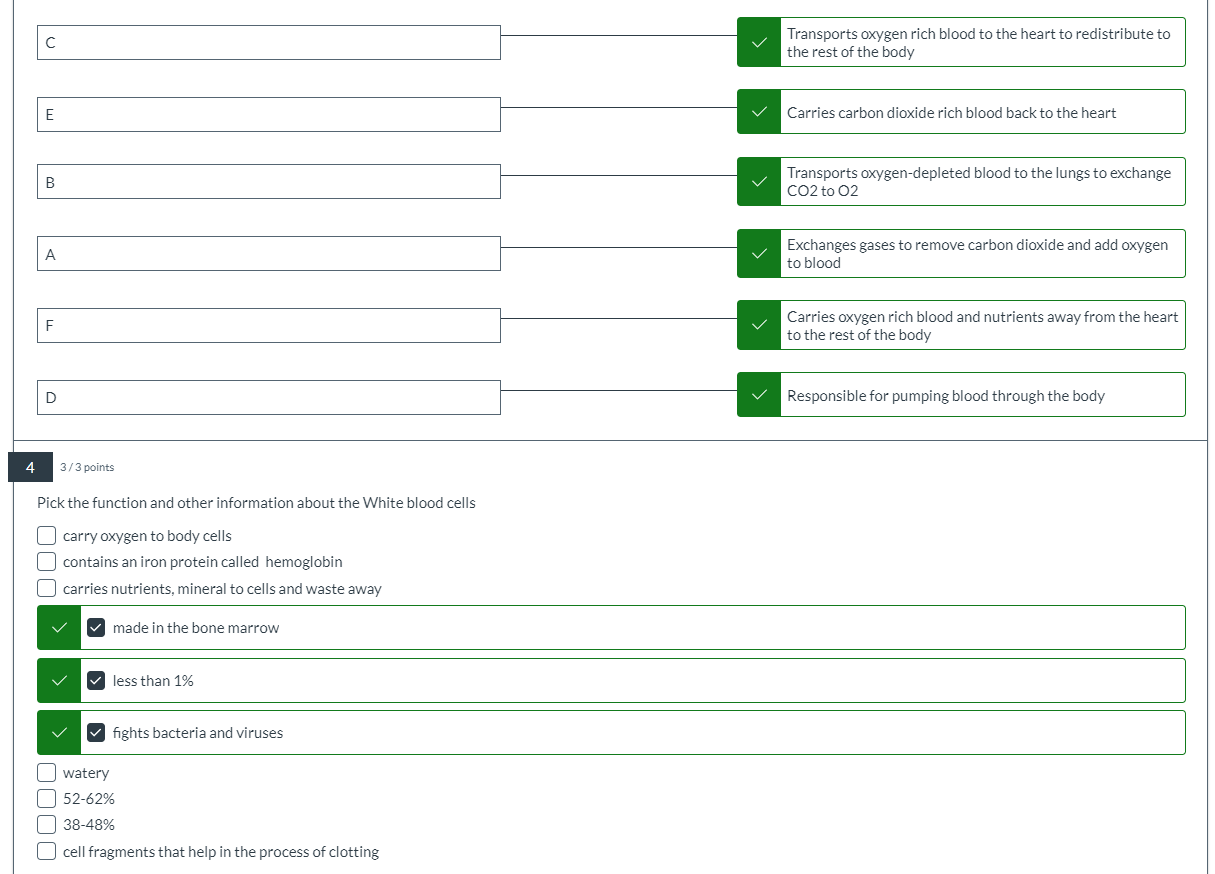 C
Transports oxygen rich blood to the heart to redistribute to
the rest of the body
E
Carries carbon dioxide rich blood back to the heart
B
Transports oxygen-depleted blood to the lungs to exchange
CO2 to O2
A
Exchanges gases to remove carbon dioxide and add oxygen
to blood
F
Carries oxygen rich blood and nutrients away from the heart
to the rest of the body
D
Responsible for pumping blood through the body
4
3 / 3 points
Pick the function and other information about the White blood cells
carry oxygen to body cells
contains an iron protein called  hemoglobin
carries nutrients, mineral to cells and waste away
made in the bone marrow
less than 1%
fights bacteria and viruses
watery
52-62%
38-48%
cell fragments that help in the process of clotting